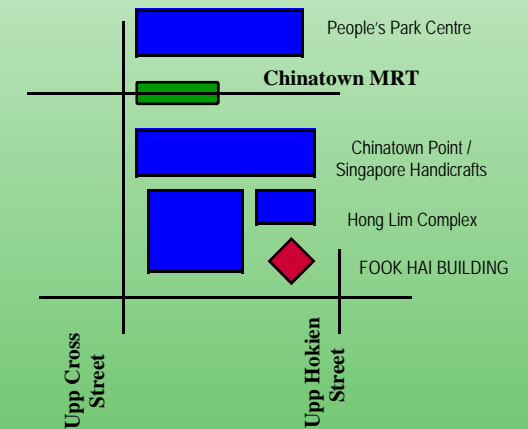 People's Park Centre
Chinatown MRT
Chinatown Point /
Singapore Handicrafts
Hong Lim Complex
FOOK HAI BUILDING
Upp Cross
Street
Upp Hokien
Street